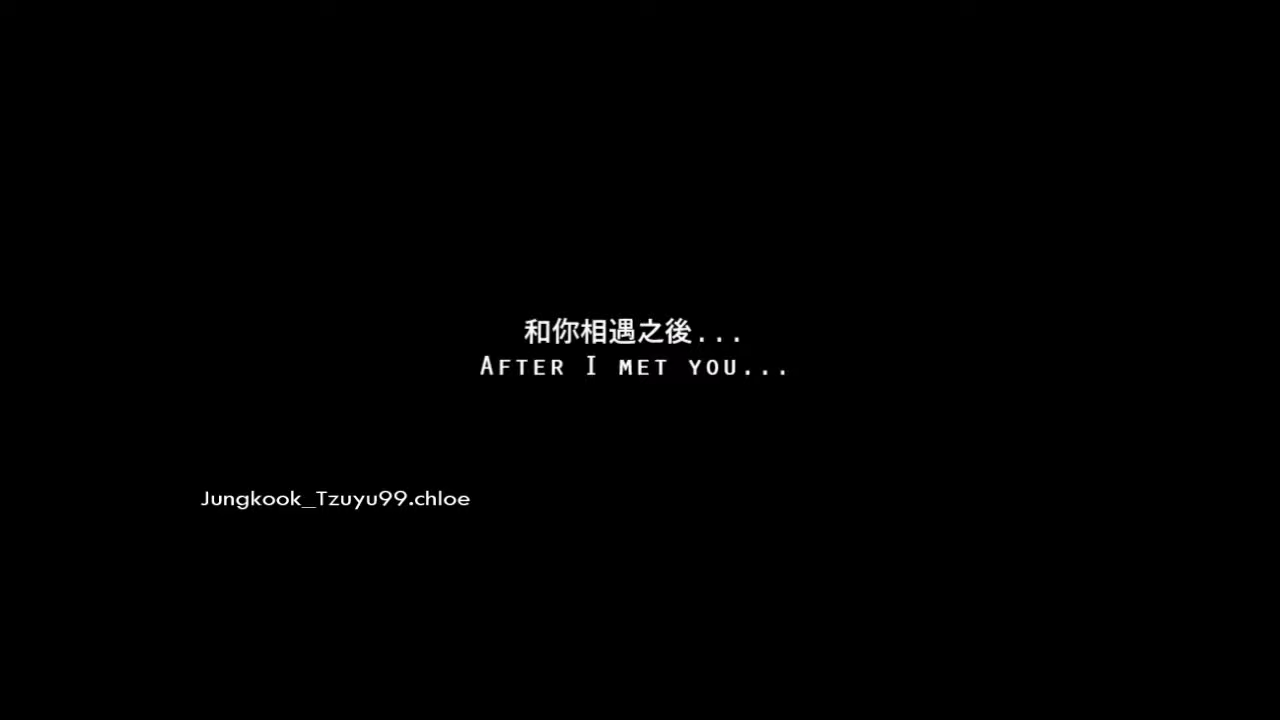 和你相遇之後...
AFTER I MET YOU...
Jungkook_Tzuyu99.chloe